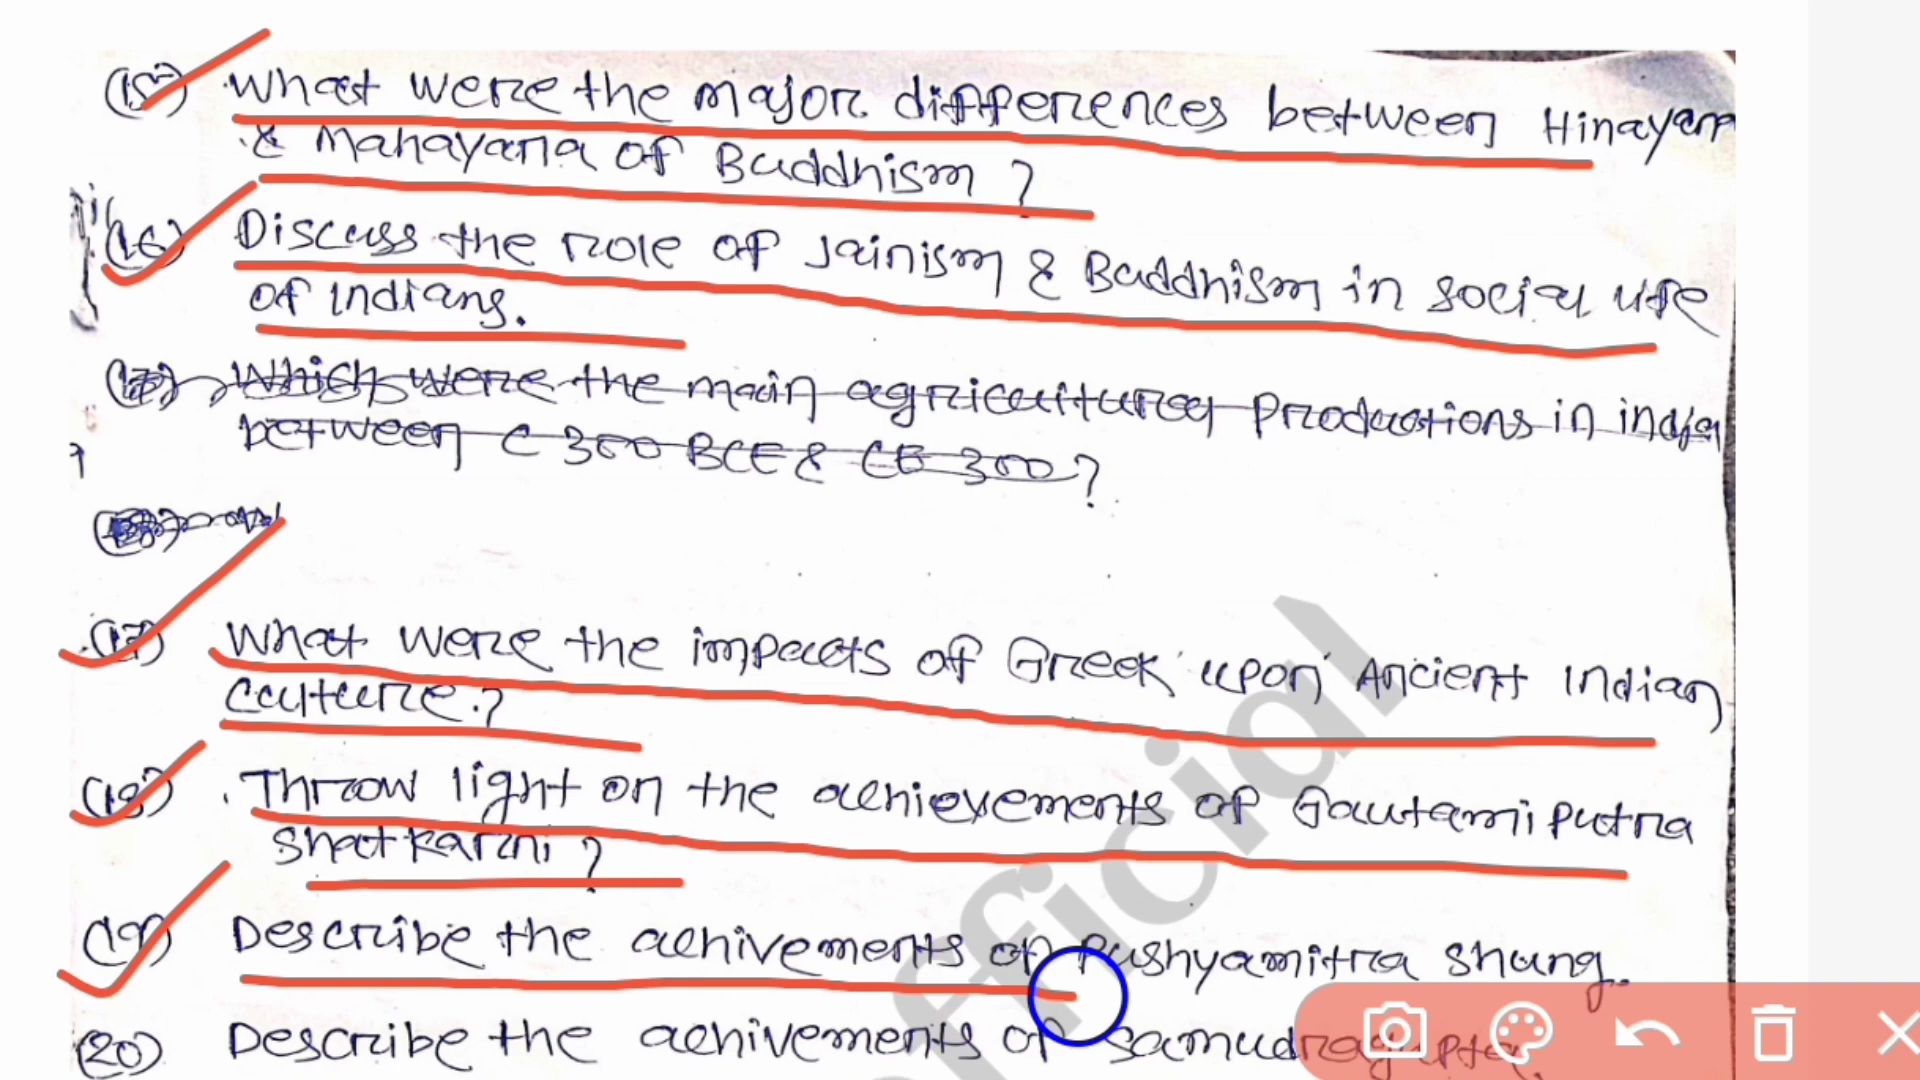 (15) What were the major differences between Hinayana
& Mahayana of Buddhism ?
(16) Discuss the role of Jainism & Buddhism in social life
of Indians.
(17) Which were the main agricultural productions in india
between C 300 BCE & CE 300 ?
(17) What were the impacts of Greek upon Ancient Indian
Culture ?
(18) Throw light on the achievements of Gautamiputra
Shatkarni ?
(19) Describe the achivements of Pushyamitra Shung.
(20) Describe the achivements of Samudragupta.
fficial